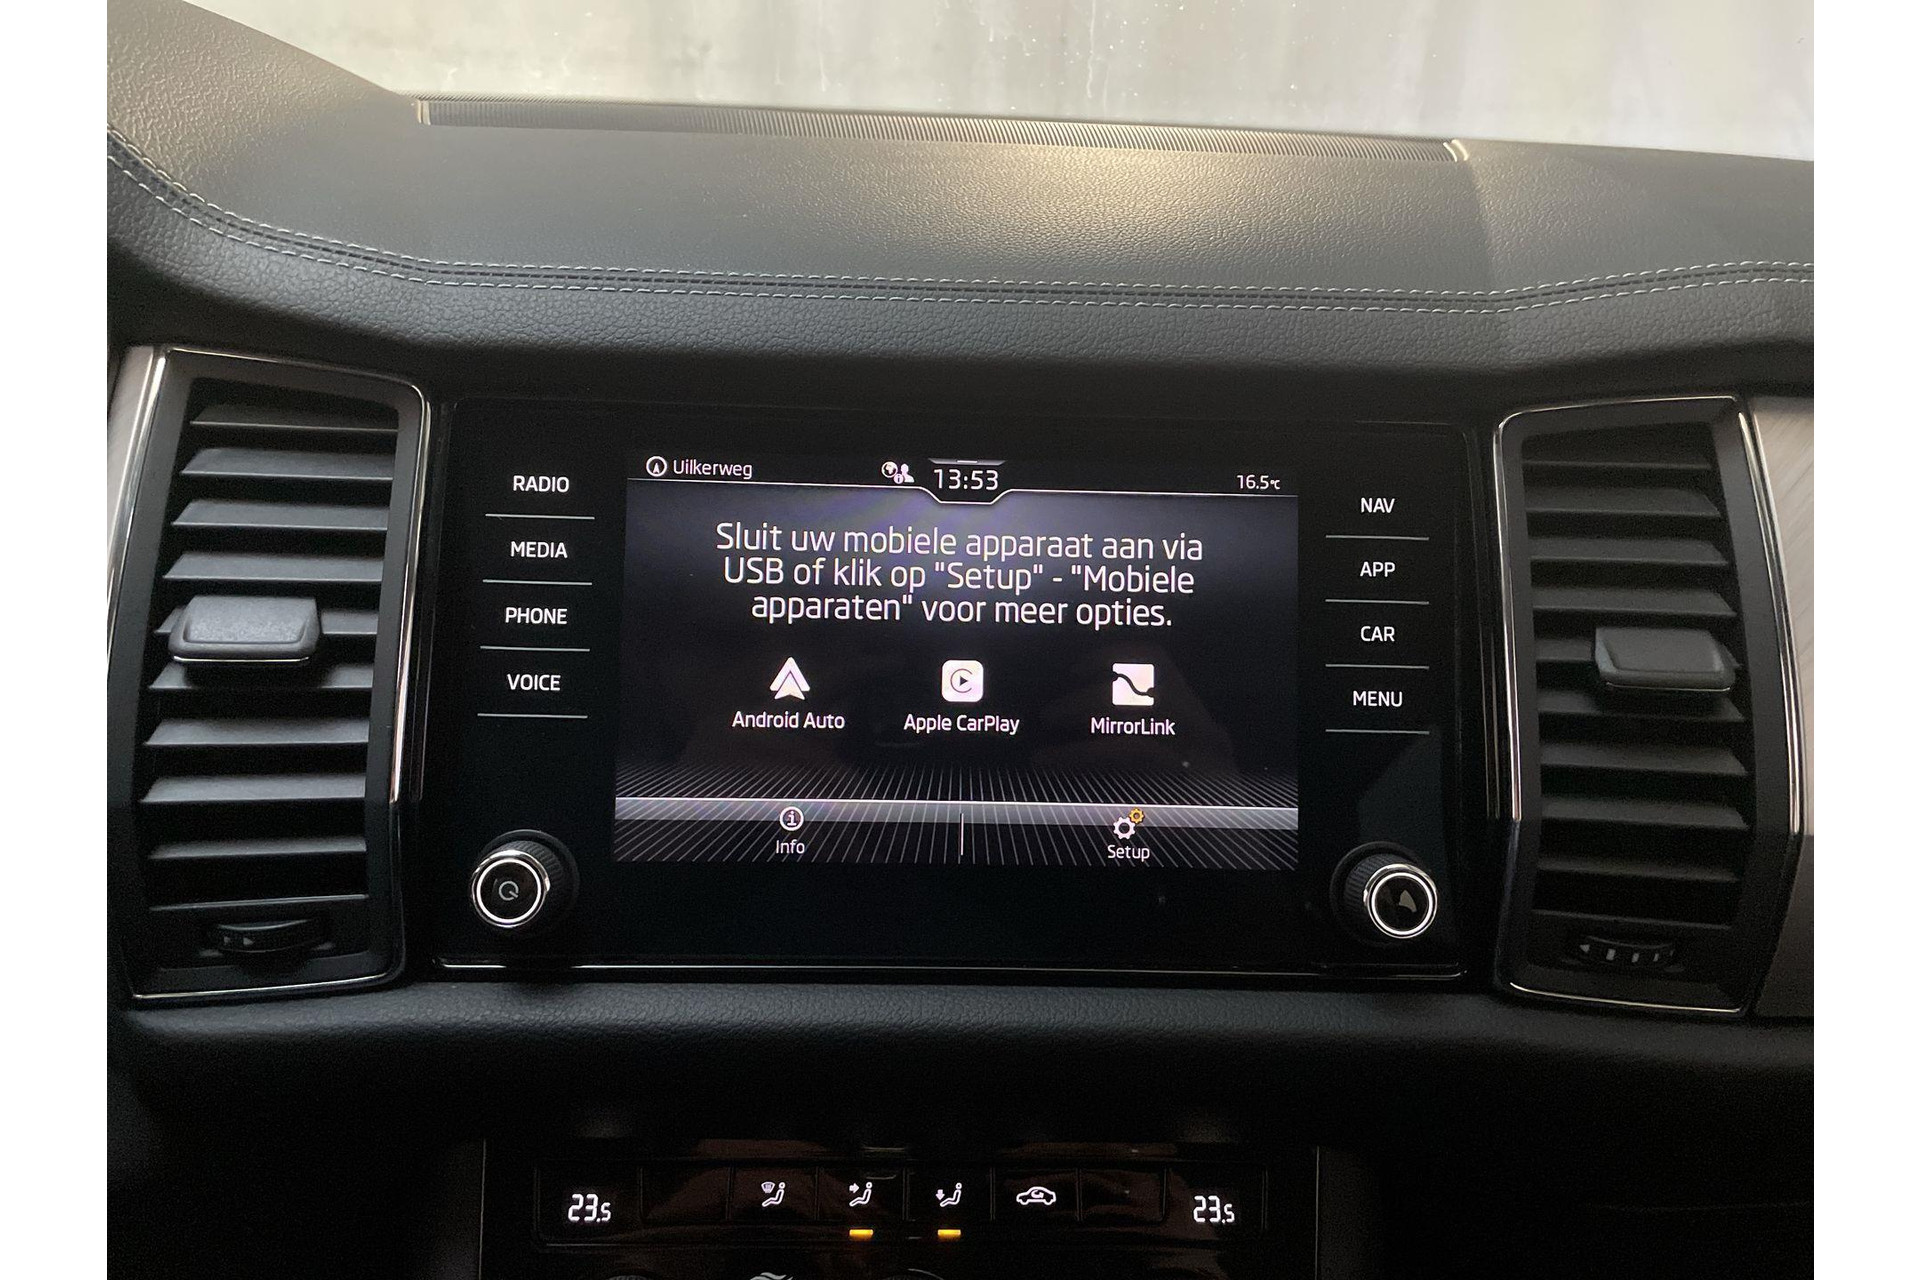 RADIO
MEDIA
PHONE
VOICE
Uilkerweg
13:53
16.5°C
Sluit uw mobiele apparaat aan via
USB of klik op "Setup" - "Mobiele
apparaten" voor meer opties.
Android Auto
Apple CarPlay
MirrorLink
Info
Setup
NAV
APP
CAR
MENU
23.5
23.5